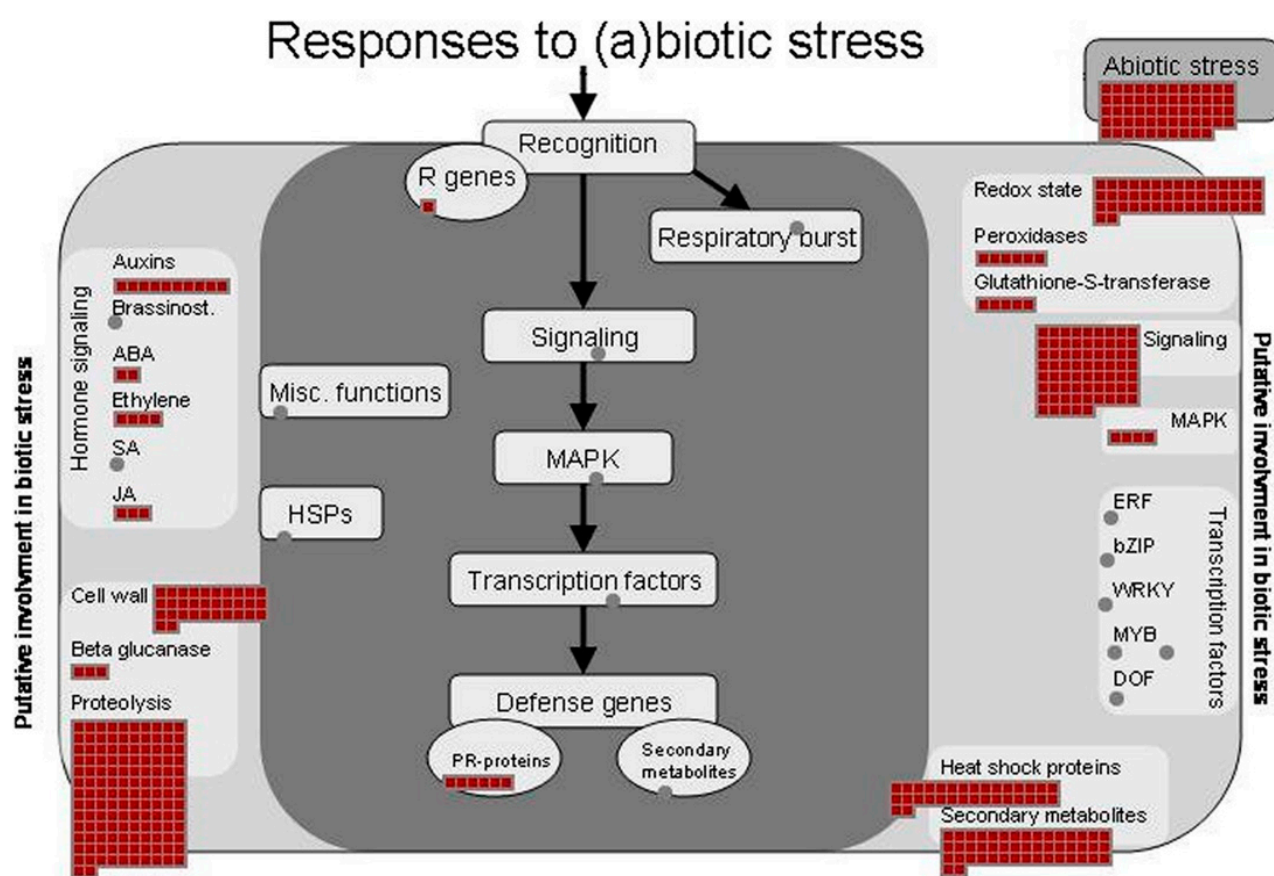 Responses to (a)biotic stress
Abiotic stress
Recognition
R genes
Respiratory burst
Redox state
Peroxidases
Glutathione-S-transferase
Hormone signaling
Auxins
Brassinost.
ABA
Ethylene
SA
JA
Signaling
Signaling
MAPK
Misc. functions
MAPK
HSPs
Putative involvment in biotic stress
Putative involvment in biotic stress
ERF
bZIP
WRKY
MYB
DOF
Transcription factors
Transcription factors
Cell wall
Beta glucanase
Proteolysis
Defense genes
PR-proteins
Secondary
metabolites
Heat shock proteins
Secondary metabolites